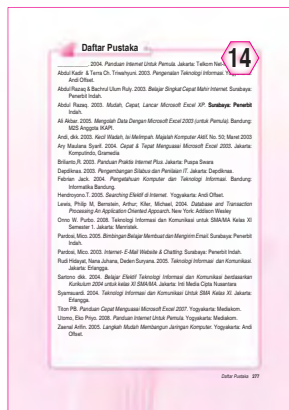 Daftar Pustaka
14
____________, 2004. Panduan Internet Untuk Pemula. Jakarta: Telkom Net
Abdul Kadir & Terra Ch. Triwahyuni. 2003. Pengenalan Teknologi Informasi.
Andi Offset.
Abdul Razaq & Bachrul Ulum Ruly. 2003. Belajar Singkat Cepat Mahir Internet. Surabaya:
Penerbit Indah.
Abdul Razaq. 2003. Mudah, Cepat, Lancar Microsoft Excel XP. Surabaya: Penerbit
Indah.
Ali Akbar. 2005. Mengolah Data Dengan Microsoft Excel 2003 (untuk Pemula). Bandung:
M2S Anggota IKAPI.
Andi, dkk. 2003. Kecil Wadah, Isi Melimpah. Majalah Komputer Aktif. No. 50; Maret 2003
Ary Maulana Syarif. 2004. Cepat & Tepat Menguasai Microsoft Excel 2003. Jakarta:
Komputindo, Gramedia
Brilianto,R. 2003. Panduan Praktis Internet Plus. Jakarta: Puspa Swara
Depdiknas. 2003. Pengembangan Silabus dan Penilaian IT. Jakarta: Depdiknas.
Febrian Jack. 2004. Pengetahuan Komputer dan Teknologi Informasi. Bandung:
Informatika Bandung.
Hendroyono.T. 2005. Searching Efektif di Internet. Yogyakarta: Andi Offset.
Lewis, Philip M, Bernstein, Arthur, Kifer, Michael, 2004. Database and Transaction
Processing An Application Oriented Approarch. New York: Addison Wesley
Onno W. Purbo. 2008. Teknologi Informasi dan Komunikasi untuk SMA/MA Kelas XI
Semester 1. Jakarta: Menristek.
Pardosi, Mico. 2005. Bimbingan Belajar Membuat dan Mengirim Email. Surabaya: Penerbit Indah.
Pardosi, Mico. 2003. Internet- E-Mail Website & Chatting. Surabaya: Penerbit Indah.
Rudi Hidayat, Nana Juhana, Deden Suryana. 2005. Teknologi Informasi dan Komunikasi.
Jakarta: Erlangga.
Sartono dkk. 2004. Belajar Efektif Teknologi Informasi dan Komunikasi berdasarkan
Kurikulum 2004 untuk kelas XI SMA/MA. Jakarta: Inti Media Cipta Nusantara
Syamsuardi. 2004. Teknologi Informasi dan Komunikasi Untuk SMA Kelas XI. Jakarta:
Erlangga.
Titon PB. Panduan Cepat Menguasai Microsoft Excel 2007. Yogyakarta: Mediakom.
Utomo, Eko Priyo. 2008. Panduan Internet Untuk Pemula. Yogyakarta: Mediakom.
Zaenal Arifin. 2005. Langkah Mudah Membangun Jaringan Komputer. Yogyakarta: Andi
Offset.
Daftar Pustaka 277